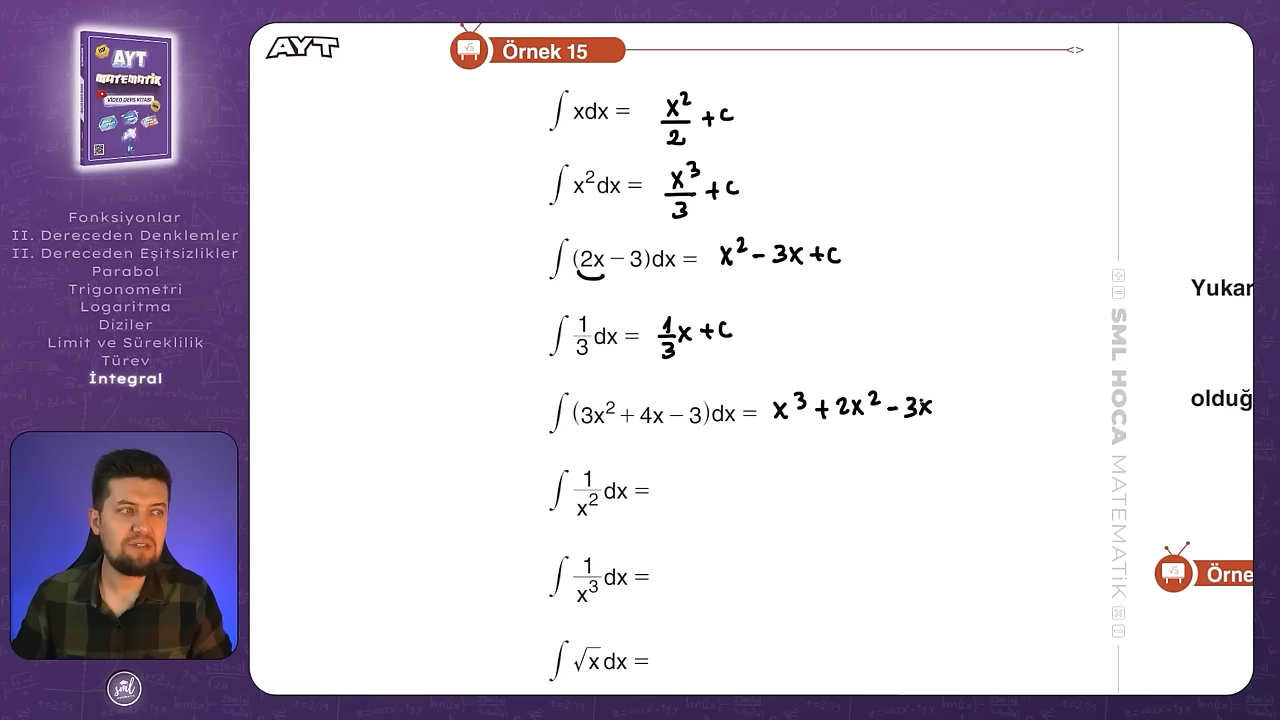 AYT
MATEMATİK
VİDEO DERS KİTABI
Fonksiyonlar
II. Dereceden Denklemler
II. Dereceden Eşitsizlikler
Parabol
Trigonometri
Logaritma
Diziler
Limit ve Süreklilik
Türev
İntegral
sml
AYT
Örnek 15
∫ xdx = x²/2 + c
∫ x²dx = x³/3 + c
∫ (2x − 3)dx = x² − 3x + c
∫ 1/3 dx = 1/3 x + c
∫ (3x² + 4x − 3)dx = x³ + 2x² − 3x
∫ 1/x² dx =
∫ 1/x³ dx =
∫ √x dx =
SML HOCA MATEMATİK
Yukar
olduğ
Örne